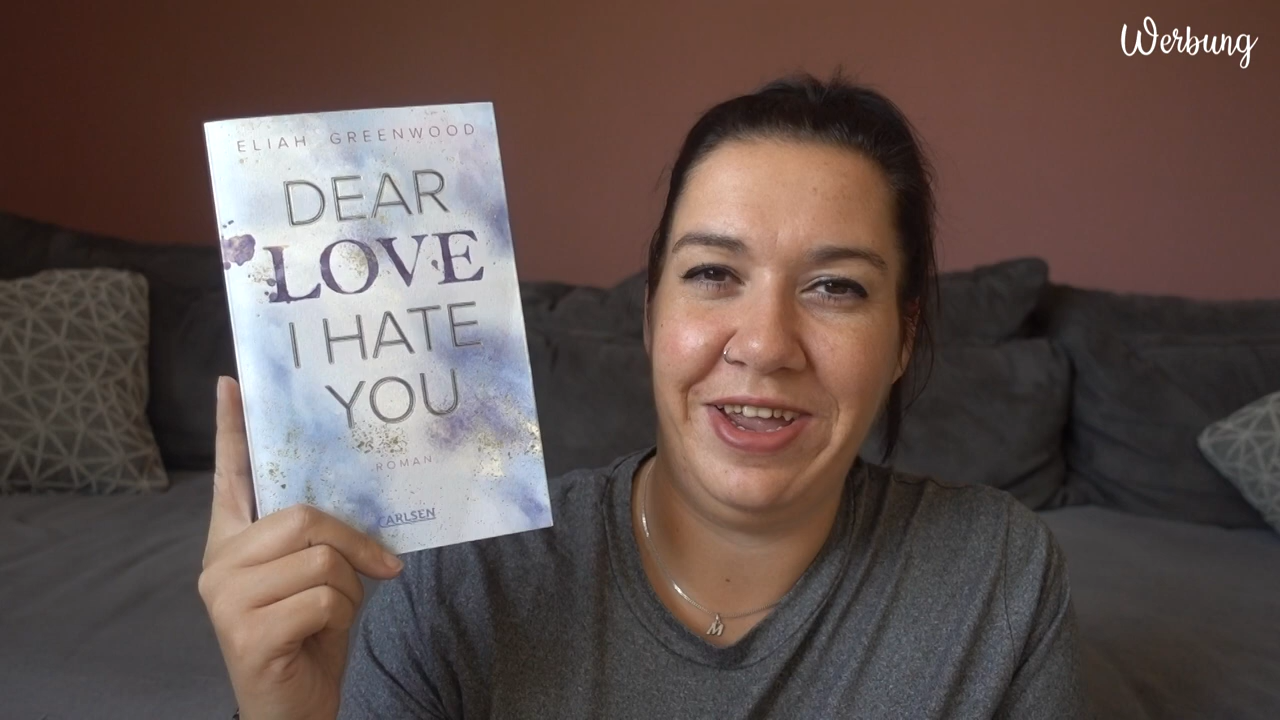 Werbung
ELIAH GREENWOOD
DEAR
LOVE
I HATE
YOU
ROMAN
CARLSEN
M